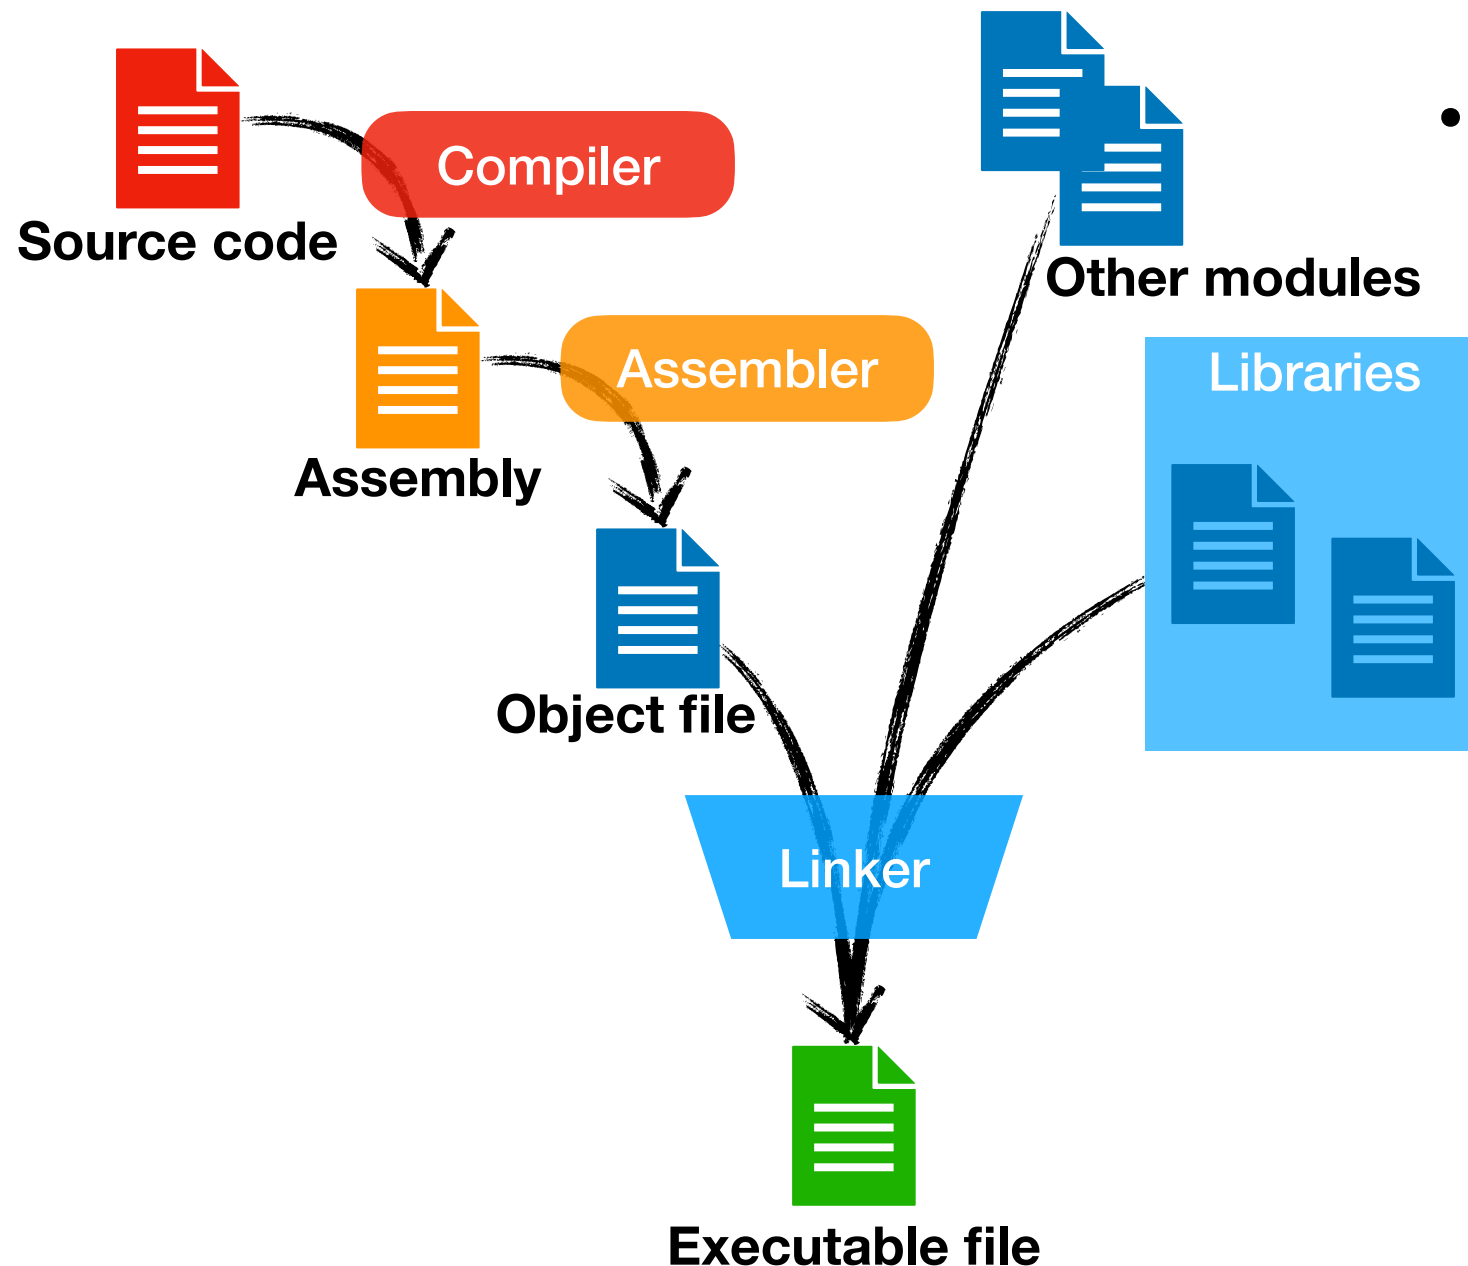 Compiler
Source code
Other modules
Assembler
Libraries
Assembly
Object file
Linker
Executable file